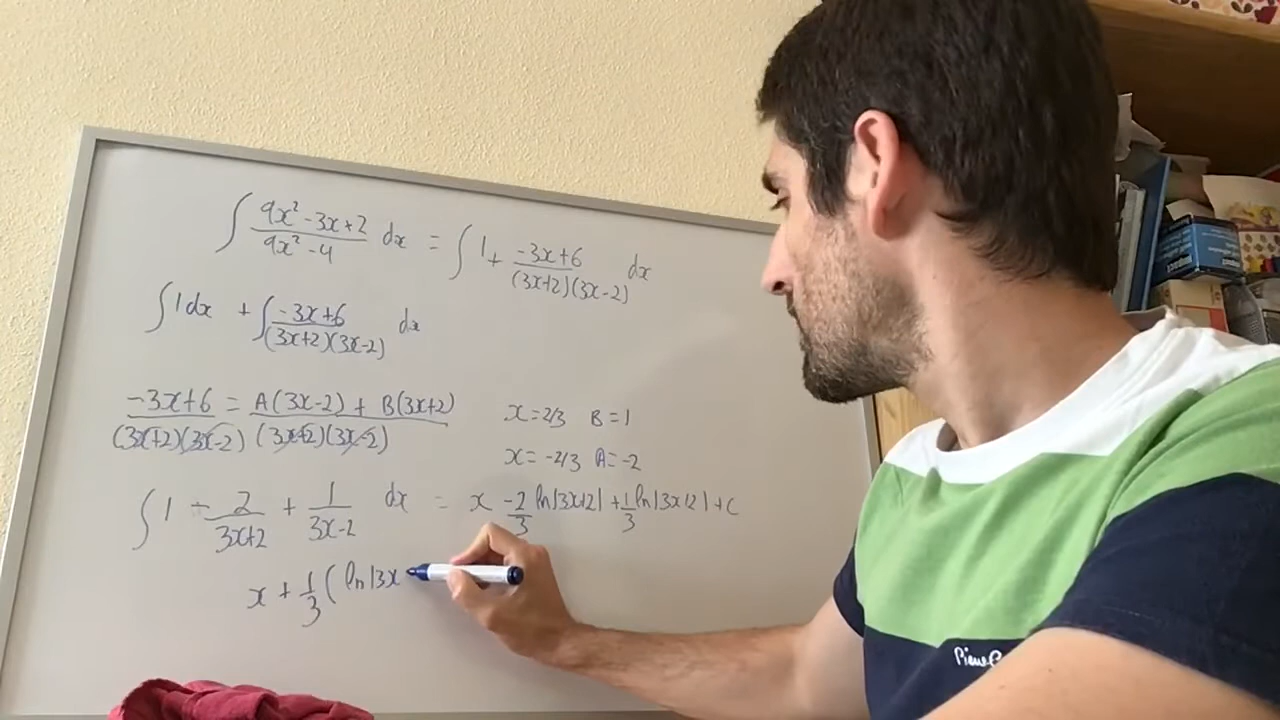 ∫ 9x² - 3x + 2 / 9x² - 4 dx = ∫ 1 + -3x + 6 / (3x+2)(3x-2) dx
∫ 1 dx + ∫ -3x + 6 / (3x+2)(3x-2) dx
-3x + 6 / (3x+2)(3x-2) = A(3x-2) + B(3x+2) / (3x+2)(3x-2)
x = 2/3 B = 1
x = -2/3 A = -2
∫ 1 - 2 / 3x+2 + 1 / 3x-2 dx = x - 2/3 ln|3x+2| + 1/3 ln|3x+2| + C
x + 1/3 ( ln|3x